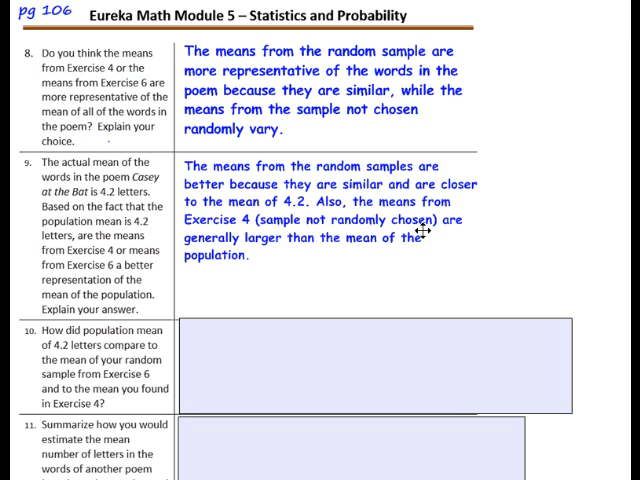 pg 106
Eureka Math Module 5 – Statistics and Probability
8. Do you think the means
from Exercise 4 or the
means from Exercise 6 are
more representative of the
mean of all of the words in
the poem? Explain your
choice.
The means from the random sample are
more representative of the words in the
poem because they are similar, while the
means from the sample not chosen
randomly vary.
9. The actual mean of the
words in the poem Casey
at the Bat is 4.2 letters.
Based on the fact that the
population mean is 4.2
letters, are the means
from Exercise 4 or means
from Exercise 6 a better
representation of the
mean of the population.
Explain your answer.
The means from the random samples are
better because they are similar and are closer
to the mean of 4.2. Also, the means from
Exercise 4 (sample not randomly chosen) are
generally larger than the mean of the
population.
10. How did population mean
of 4.2 letters compare to
the mean of your random
sample from Exercise 6
and to the mean you found
in Exercise 4?
11. Summarize how you would
estimate the mean
number of letters in the
words of another poem